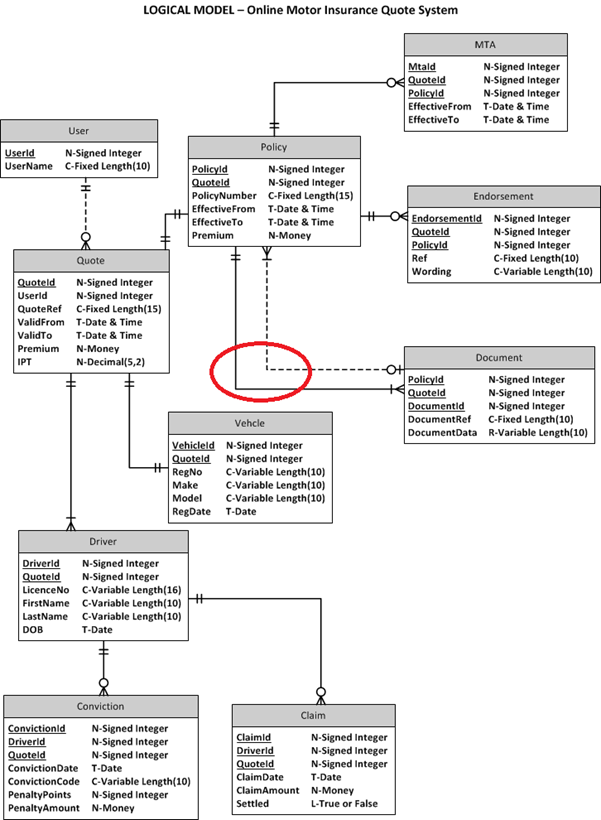 LOGICAL MODEL – Online Motor Insurance Quote System
MTA
MtaId N-Signed Integer
QuoteId N-Signed Integer
PolicyId N-Signed Integer
EffectiveFrom T-Date & Time
EffectiveTo T-Date & Time
User
UserId N-Signed Integer
UserName C-Fixed Length(10)
Policy
PolicyId N-Signed Integer
QuoteId N-Signed Integer
PolicyNumber C-Fixed Length(15)
EffectiveFrom T-Date & Time
EffectiveTo T-Date & Time
Premium N-Money
Endorsement
EndorsementId N-Signed Integer
QuoteId N-Signed Integer
PolicyId N-Signed Integer
Ref C-Fixed Length(10)
Wording C-Variable Length(10)
Quote
QuoteId N-Signed Integer
UserId N-Signed Integer
QuoteRef C-Fixed Length(15)
ValidFrom T-Date & Time
ValidTo T-Date & Time
Premium N-Money
IPT N-Decimal(5,2)
Document
PolicyId N-Signed Integer
QuoteId N-Signed Integer
DocumentId N-Signed Integer
DocumentRef C-Fixed Length(10)
DocumentData R-Variable Length(10)
Vehcle
VehicleId N-Signed Integer
QuoteId N-Signed Integer
RegNo C-Variable Length(10)
Make C-Variable Length(10)
Model C-Variable Length(10)
RegDate T-Date
Driver
DriverId N-Signed Integer
QuoteId N-Signed Integer
LicenceNo C-Variable Length(16)
FirstName C-Variable Length(10)
LastName C-Variable Length(10)
DOB T-Date
Conviction
ConvictionId N-Signed Integer
DriverId N-Signed Integer
QuoteId N-Signed Integer
ConvictionDate T-Date
ConvictionCode C-Variable Length(10)
PenaltyPoints N-Signed Integer
PenaltyAmount N-Money
Claim
ClaimId N-Signed Integer
DriverId N-Signed Integer
QuoteId N-Signed Integer
ClaimDate T-Date
ClaimAmount N-Money
Settled L-True or False